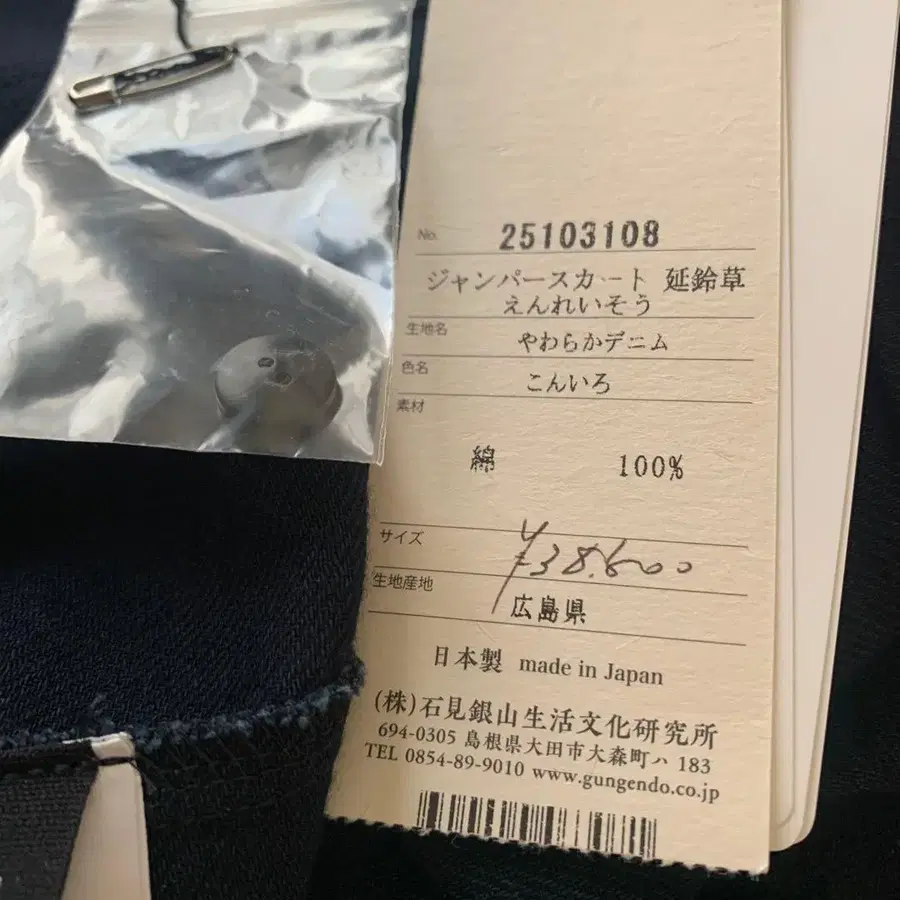 No. 25103108
ジャンパースカート 延鈴草
えんれいそう
生地名 やわらかデニム
色名 こんいろ
素材
綿 100%
サイズ ¥38.600
生地産地 広島県
日本製 made in Japan
(株)石見銀山生活文化研究所
694-0305 島根県大田市大森町ハ 183
TEL 0854-89-9010 www.gungendo.co.jp